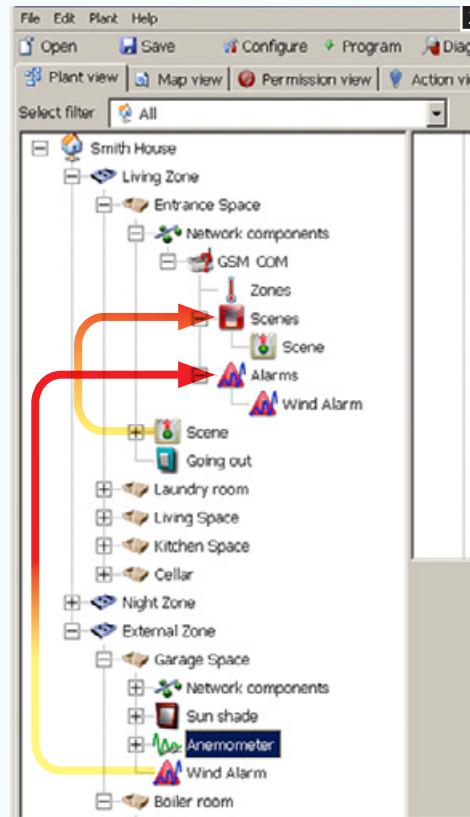 File Edit Plant Help
Open Save Configure Program
Plant view Map view Permission view Action
Select filter All
Smith House
Living Zone
Entrance Space
Network components
GSM COM
Zones
Scenes
Scene
Alarms
Wind Alarm
Scene
Going out
Laundry room
Living Space
Kitchen Space
Cellar
Night Zone
External Zone
Garage Space
Network components
Sun shade
Anemometer
Wind Alarm
Boiler room